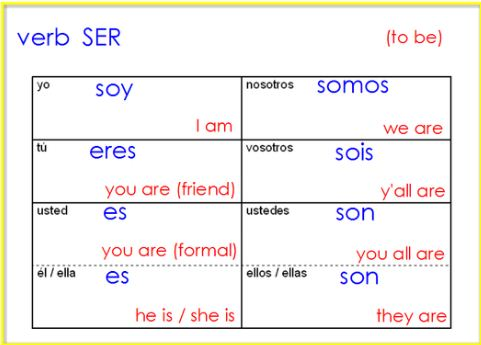 verb SER (to be)
yo soy nosotros somos
I am we are
tú eres vosotros sois
you are (friend) y'all are
usted es ustedes son
you are (formal) you all are
él / ella es ellos / ellas son
he is / she is they are